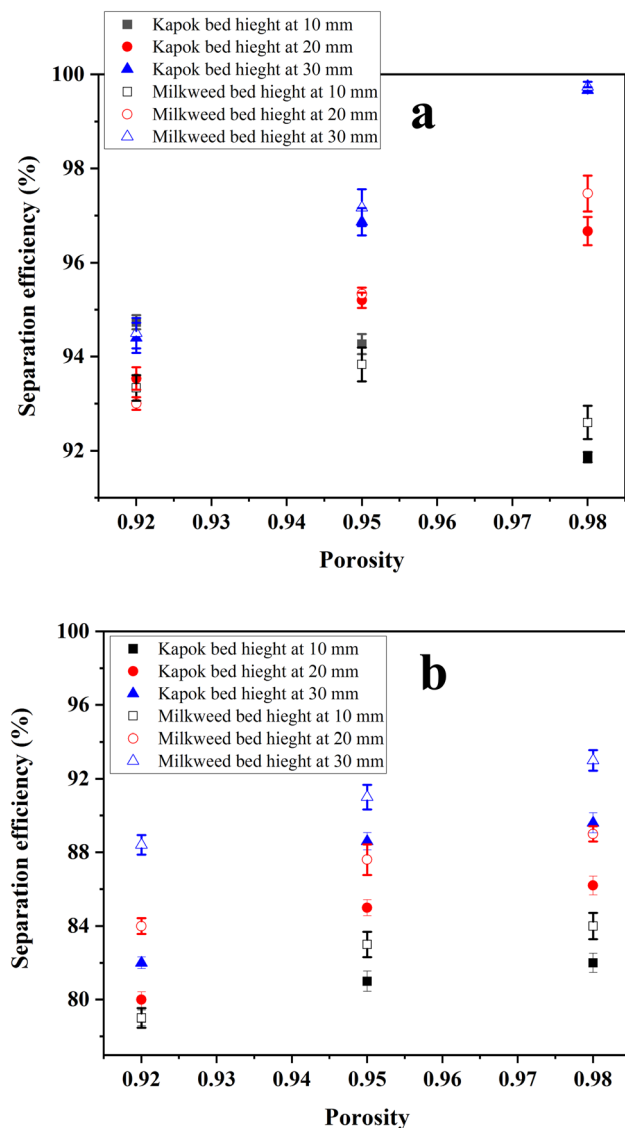 Kapok bed hieght at 10 mm
Kapok bed hieght at 20 mm
Kapok bed hieght at 30 mm
Milkweed bed hieght at 10 mm
Milkweed bed hieght at 20 mm
Milkweed bed hieght at 30 mm
a
100
98
96
94
92
Separation efficiency (%)
0.92 0.93 0.94 0.95 0.96 0.97 0.98
Porosity
Kapok bed hieght at 10 mm
Kapok bed hieght at 20 mm
Kapok bed hieght at 30 mm
Milkweed bed hieght at 10 mm
Milkweed bed hieght at 20 mm
Milkweed bed hieght at 30 mm
b
100
96
92
88
84
80
Separation efficiency (%)
0.92 0.93 0.94 0.95 0.96 0.97 0.98
Porosity